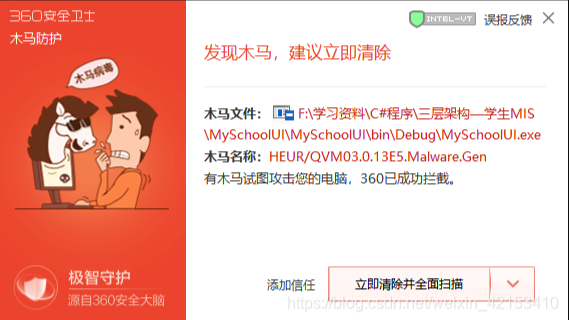 360安全卫士
INTEL-VT 误报反馈
木马防护
发现木马，建议立即清除
木马病毒
木马文件： F:\学习资料\C#程序\三层架构—学生MIS
\MySchoolUI\MySchoolUI\bin\Debug\MySchoolUI.exe
木马名称：HEUR/QVM03.0.13E5.Malware.Gen
有木马试图攻击您的电脑，360已成功拦截。
极智守护
源自360安全大脑
添加信任 立即清除并全面扫描
https://blog.csdn.net/weixin_42153410